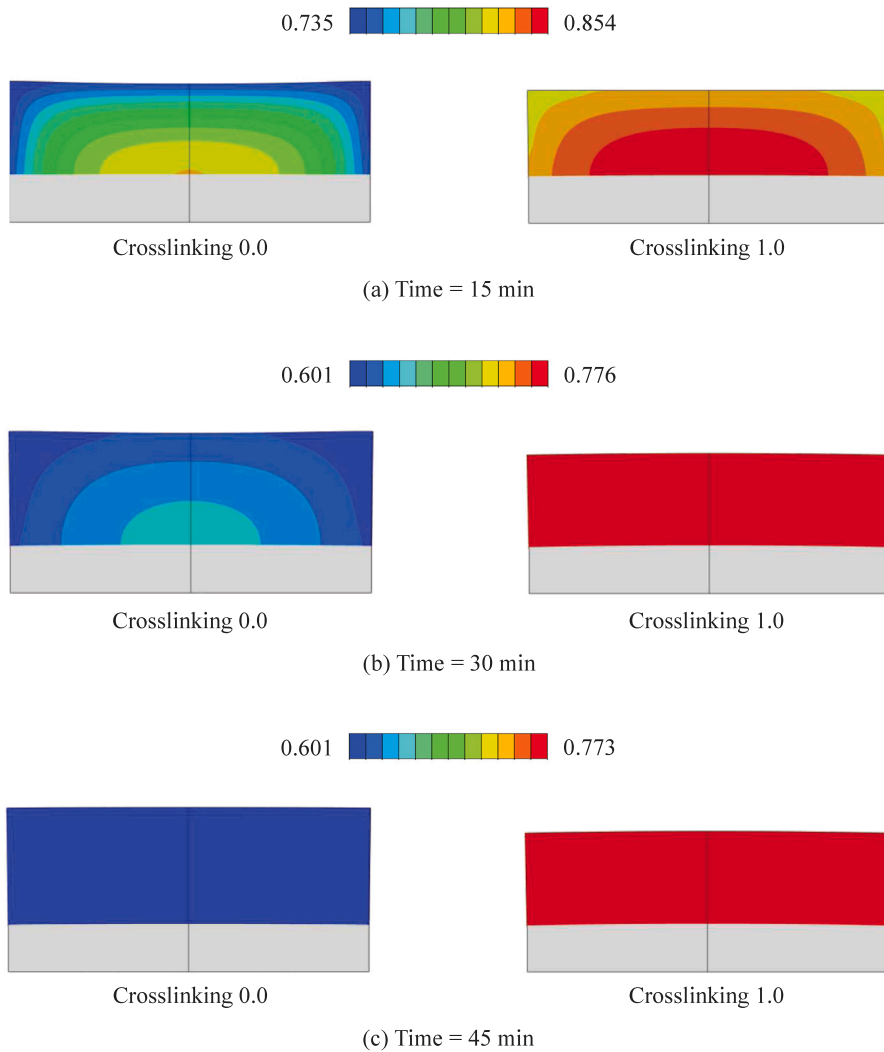 0.735 0.854
Crosslinking 0.0 Crosslinking 1.0
(a) Time = 15 min
0.601 0.776
Crosslinking 0.0 Crosslinking 1.0
(b) Time = 30 min
0.601 0.773
Crosslinking 0.0 Crosslinking 1.0
(c) Time = 45 min